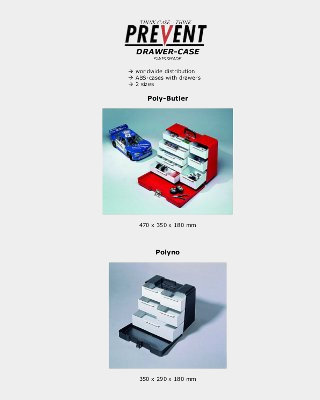 THINK CASE - THINK
PREVENT
DRAWER-CASE
→ worldwide distribution
→ ABS-cases with drawers
→ 2 sizes
Poly-Butler
470 x 350 x 180 mm
Polyno
350 x 290 x 180 mm